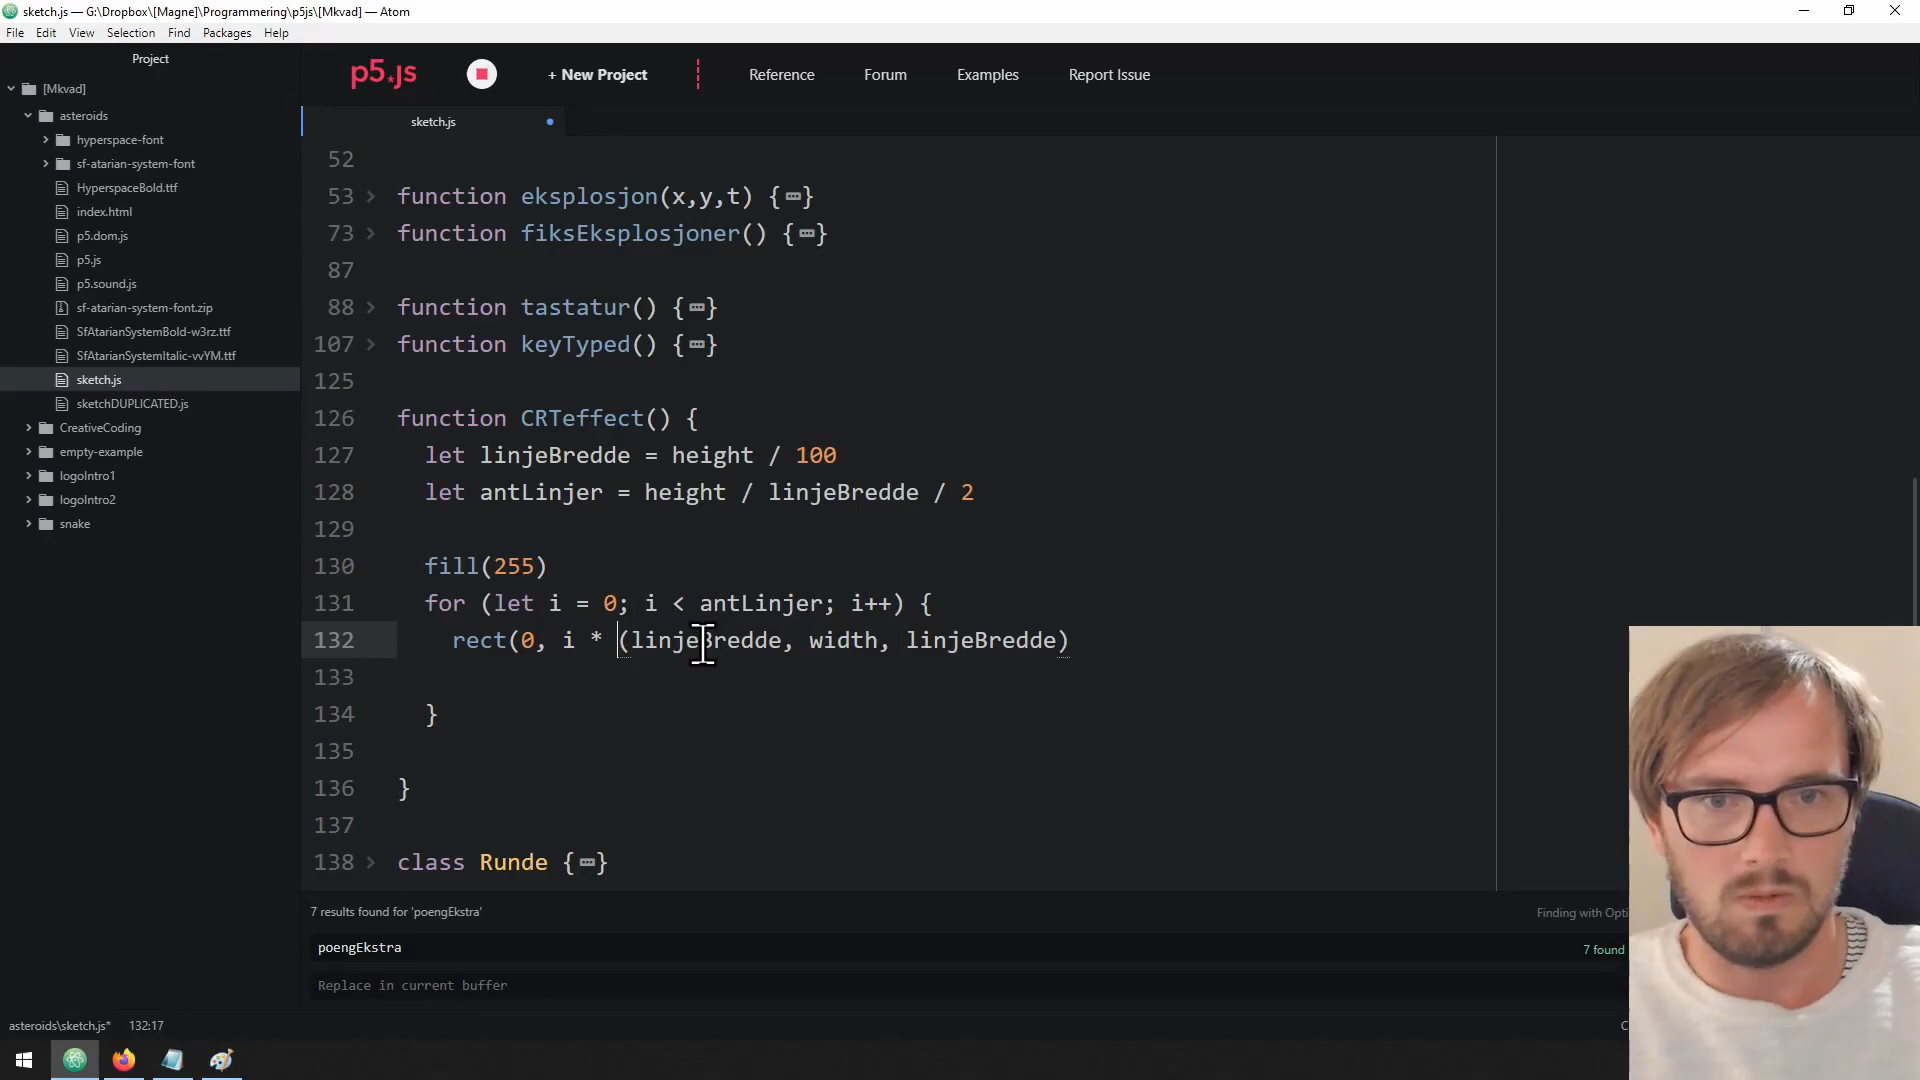 sketch.js — G:\Dropbox\[Magne]\Programmering\p5js\[Mkvad] — Atom
File Edit View Selection Find Packages Help
Project
[Mkvad]
asteroids
hyperspace-font
sf-atarian-system-font
HyperspaceBold.ttf
index.html
p5.dom.js
p5.js
p5.sound.js
sf-atarian-system-font.zip
SfAtarianSystemBold-w3rz.ttf
SfAtarianSystemItalic-vvYM.ttf
sketch.js
sketchDUPLICATED.js
CreativeCoding
empty-example
logoIntro1
logoIntro2
snake
p5*js + New Project Reference Forum Examples Report Issue
sketch.js
52
53 function eksplosjon(x,y,t) {…}
73 function fiksEksplosjoner() {…}
87
88 function tastatur() {…}
107 function keyTyped() {…}
125
126 function CRTeffect() {
127 let linjeBredde = height / 100
128 let antLinjer = height / linjeBredde / 2
129
130 fill(255)
131 for (let i = 0; i < antLinjer; i++) {
132 rect(0, i * (linjeBredde, width, linjeBredde)
133
134 }
135
136 }
137
138 class Runde {…}
7 results found for 'poengEkstra'
Finding with Opti
poengEkstra
7 found
Replace in current buffer
asteroids\sketch.js* 132:17